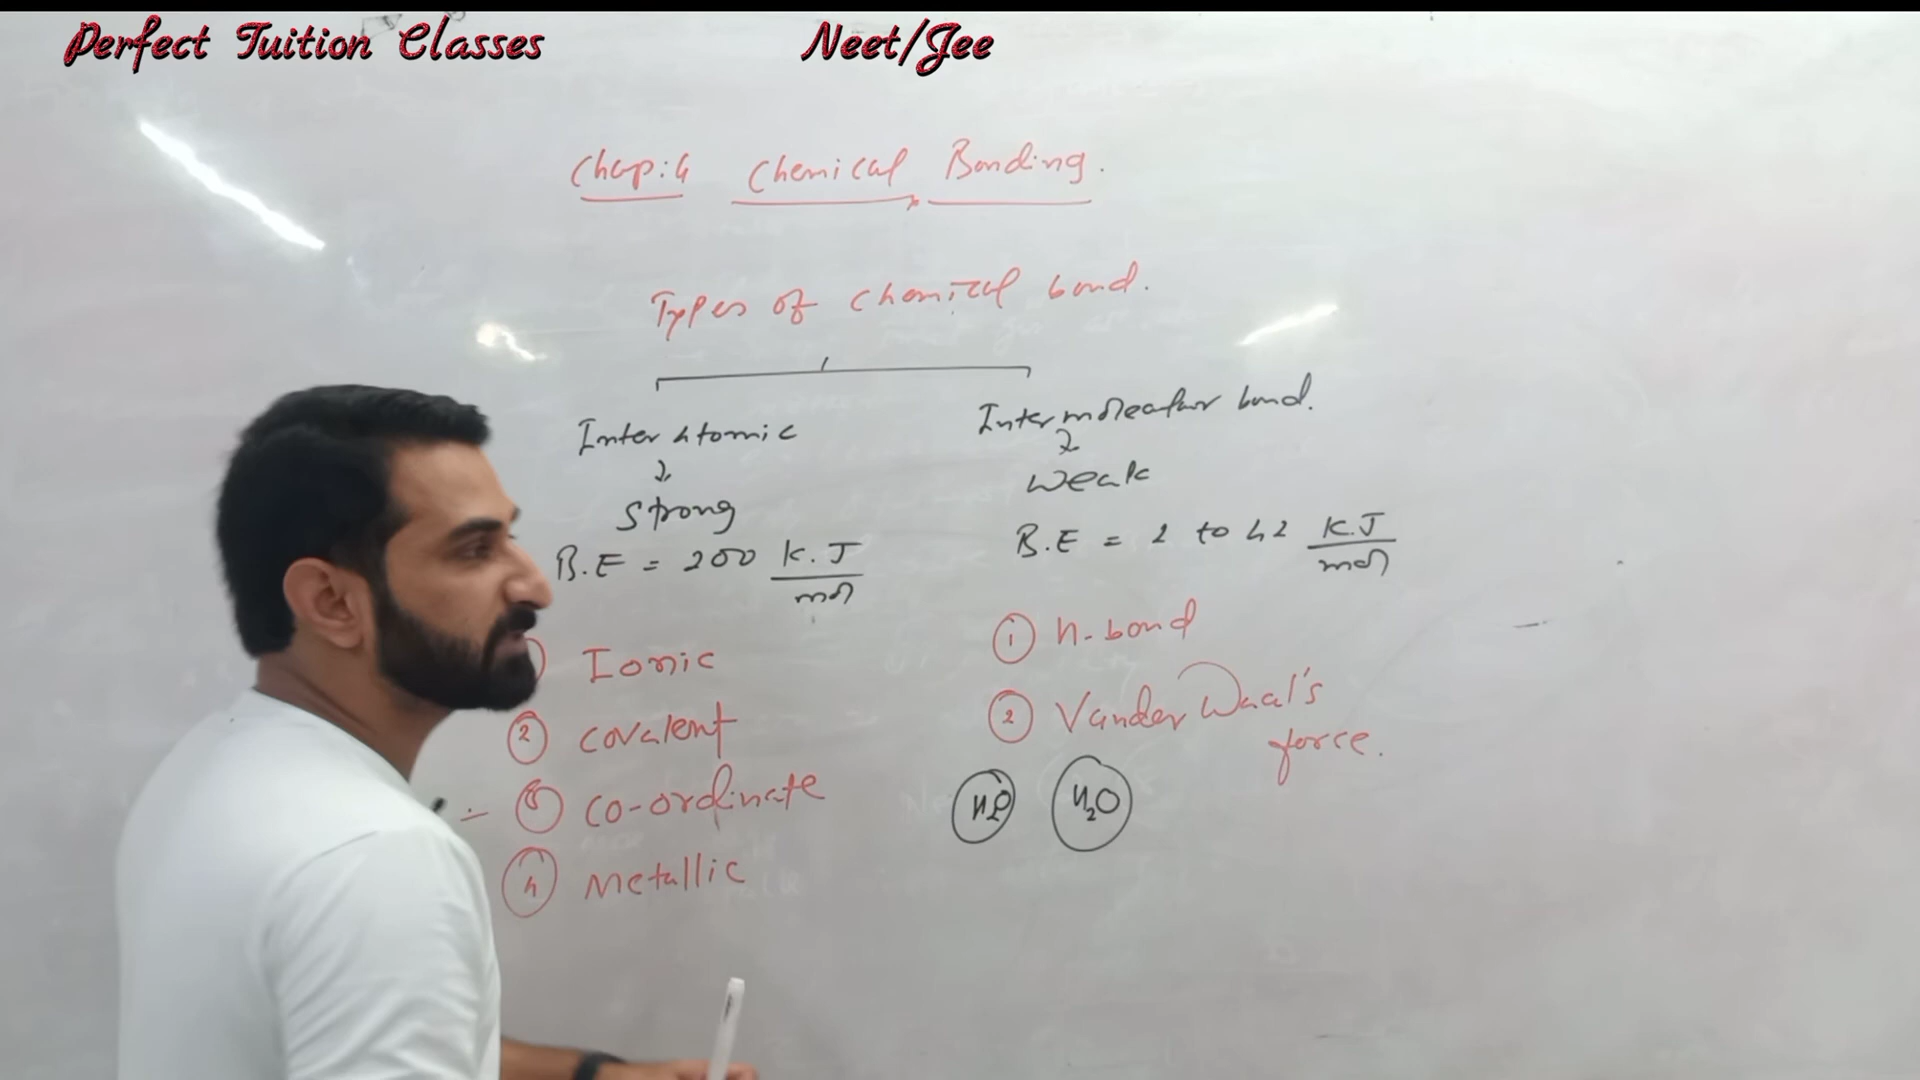 Perfect Tuition Classes Neet/Jee
Chap:4 Chemical Bonding.
Types of chemical bond.
Inter atomic
Strong
B.E = 200 K.J/mol
① Ionic
② Covalent
③ Co-ordinate
④ Metallic
Intermolecular bond.
Weak
B.E = 2 to 42 K.J/mol
① H-bond
② Vander Waal's
force.
H₂O H₂O